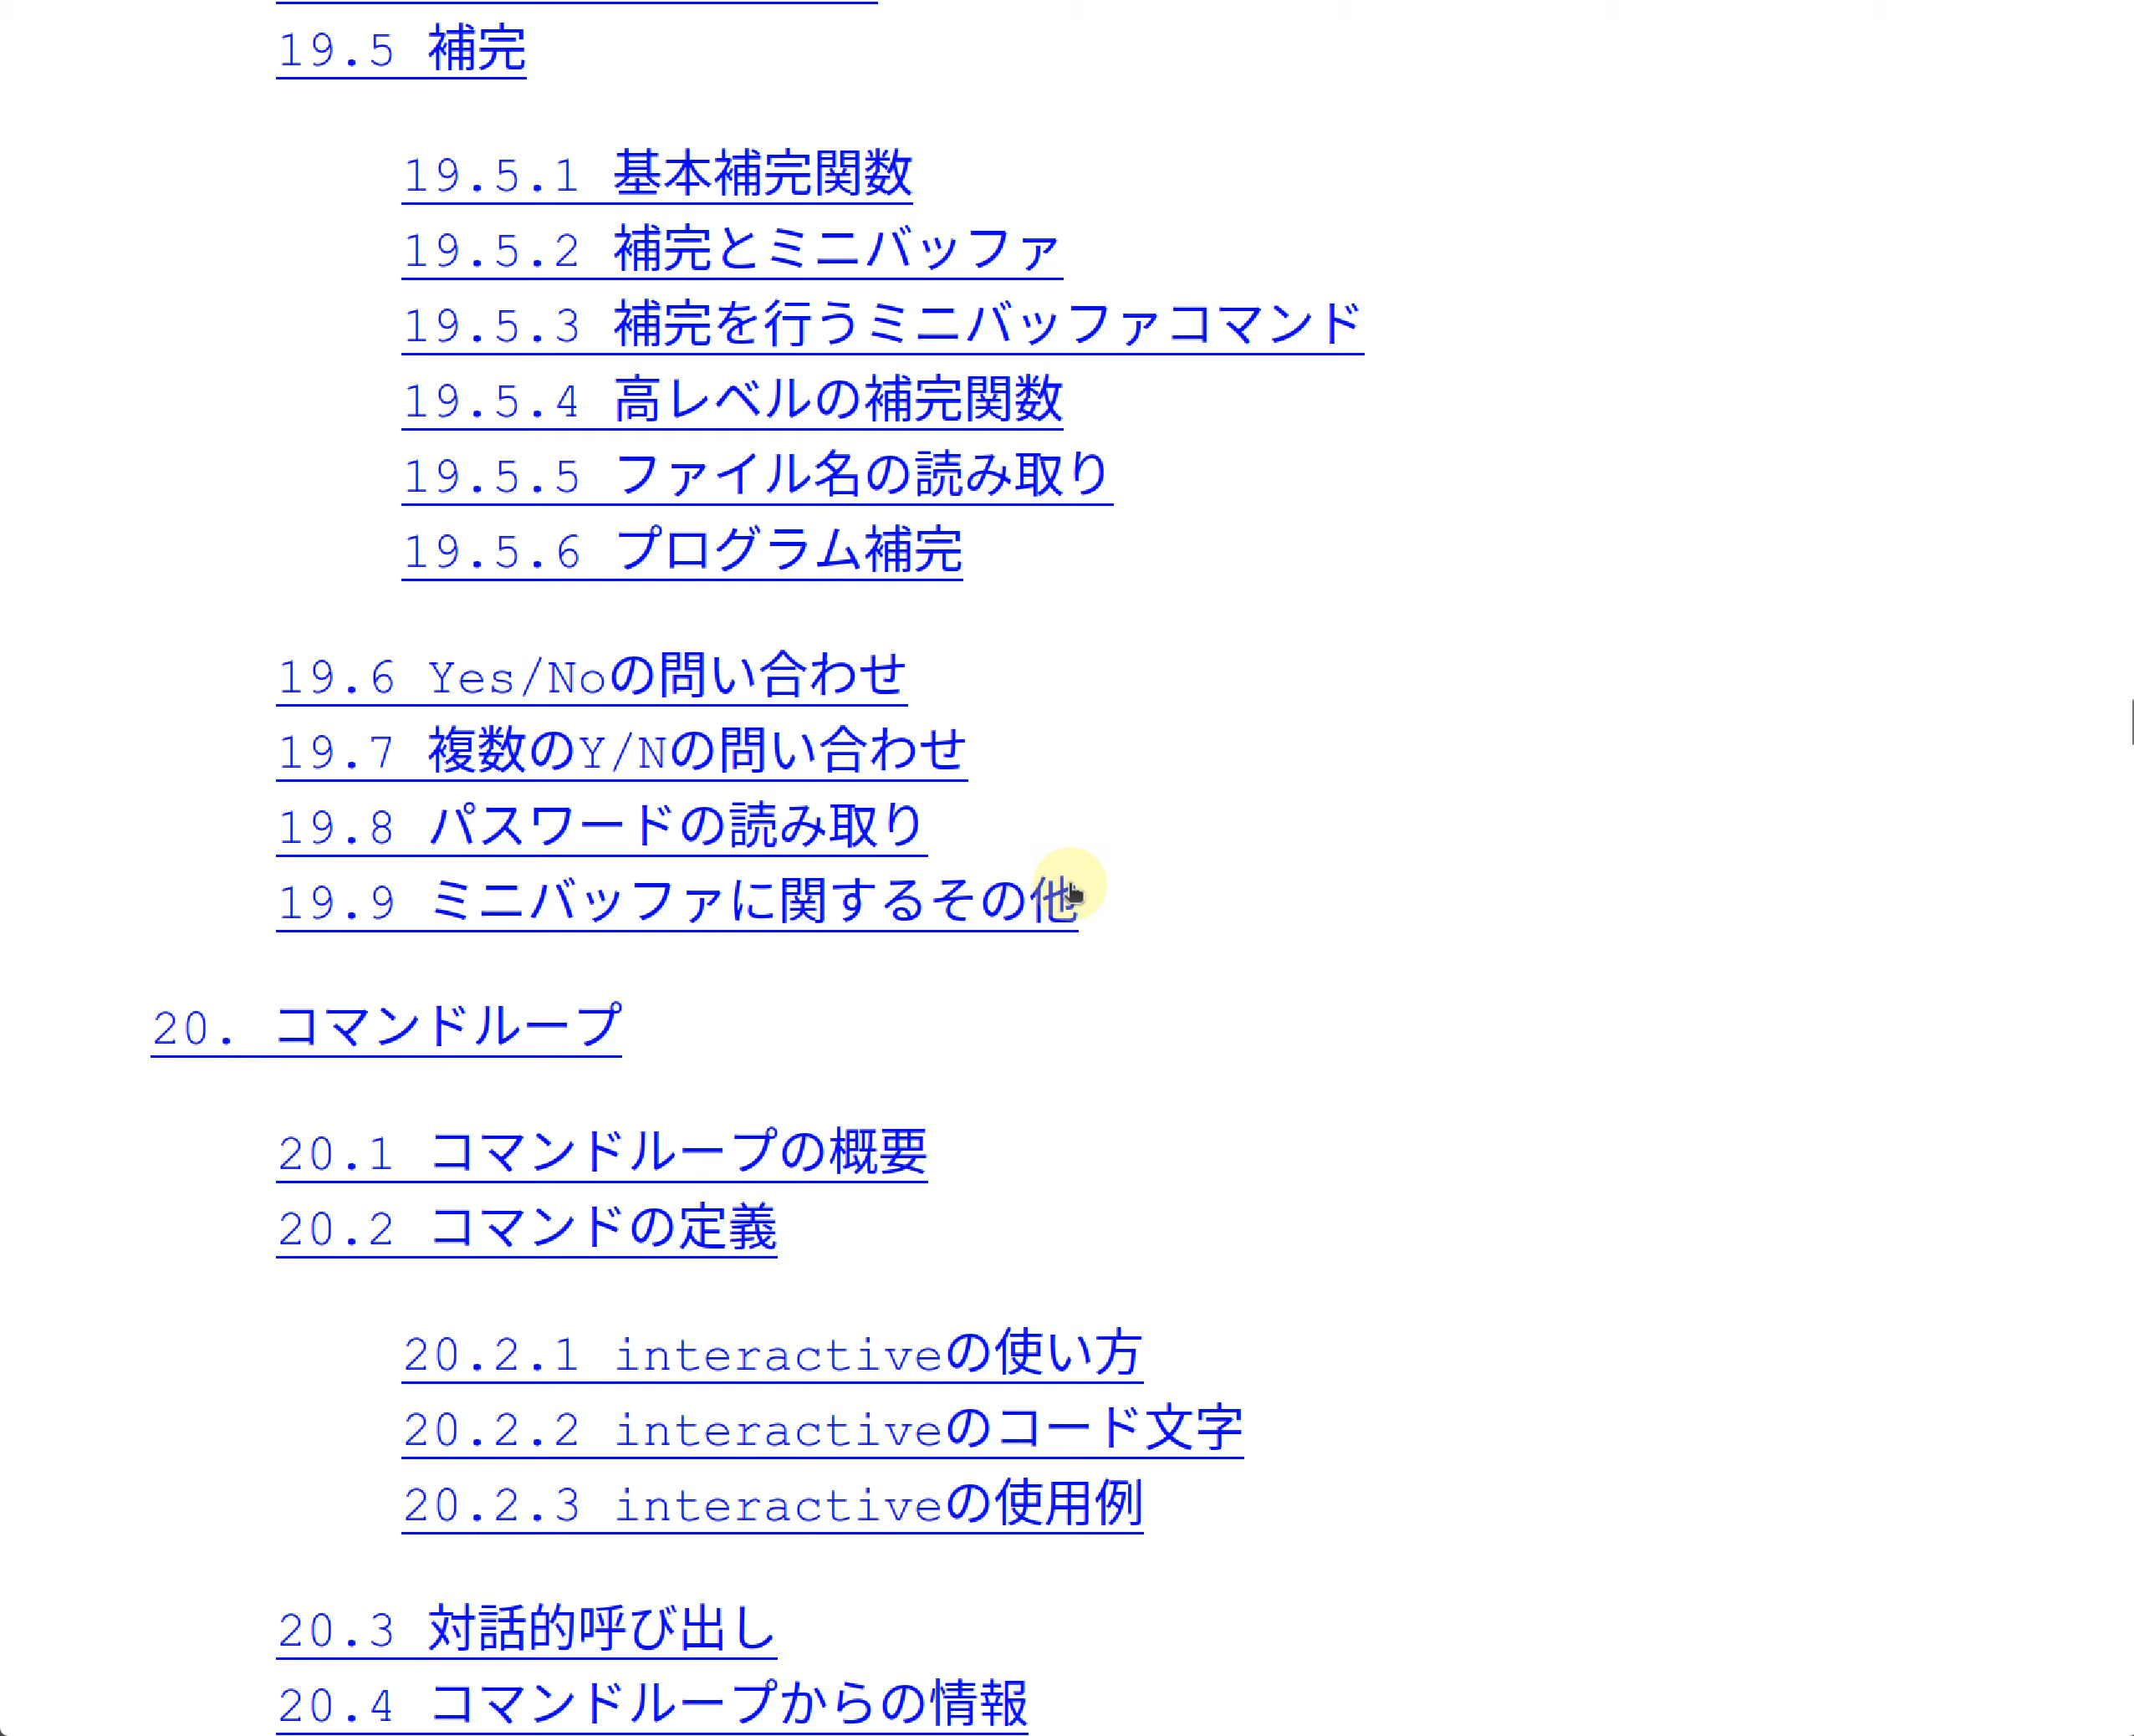 19.5 補完
19.5.1 基本補完関数
19.5.2 補完とミニバッファ
19.5.3 補完を行うミニバッファコマンド
19.5.4 高レベルの補完関数
19.5.5 ファイル名の読み取り
19.5.6 プログラム補完
19.6 Yes/Noの問い合わせ
19.7 複数のY/Nの問い合わせ
19.8 パスワードの読み取り
19.9 ミニバッファに関するその他
20. コマンドループ
20.1 コマンドループの概要
20.2 コマンドの定義
20.2.1 interactiveの使い方
20.2.2 interactiveのコード文字
20.2.3 interactiveの使用例
20.3 対話的呼び出し
20.4 コマンドループからの情報